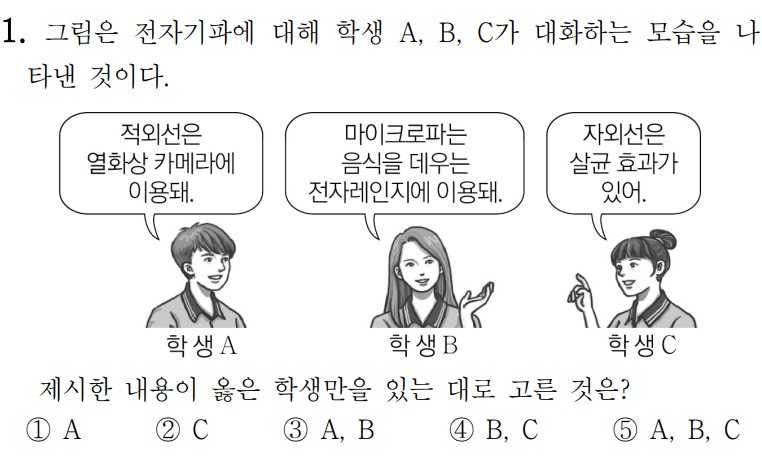 1. 그림은 전자기파에 대해 학생 A, B, C가 대화하는 모습을 나
타낸 것이다.
적외선은
열화상 카메라에
이용돼.
마이크로파는
음식을 데우는
전자레인지에 이용돼.
자외선은
살균 효과가
있어.
학생 A
학생 B
학생 C
제시한 내용이 옳은 학생만을 있는 대로 고른 것은?
① A ② C ③ A, B ④ B, C ⑤ A, B, C